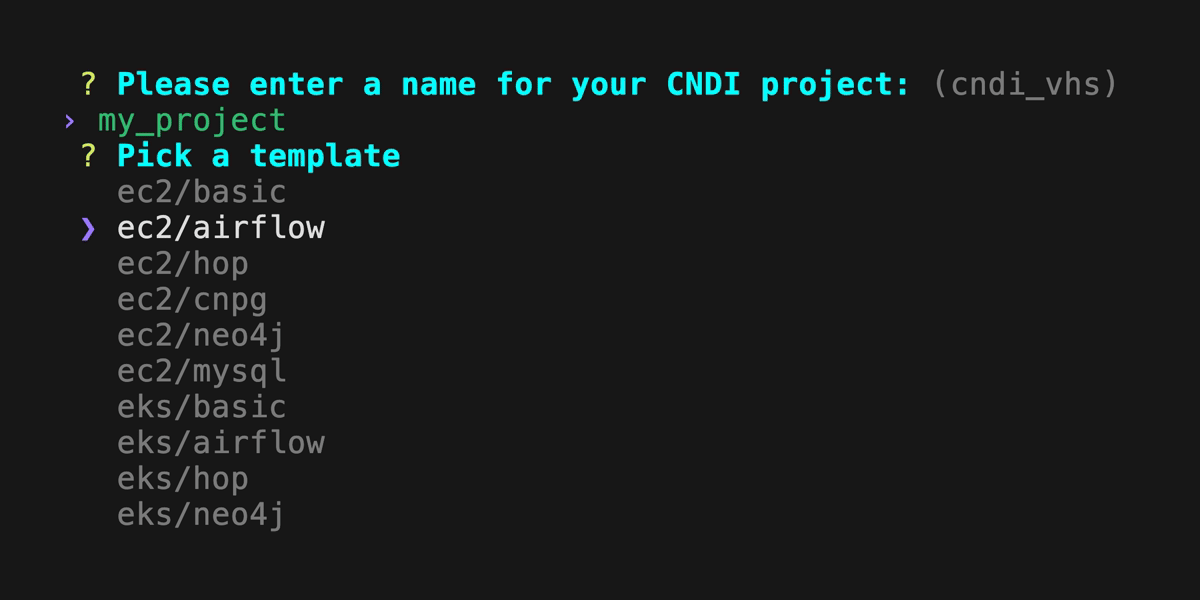 ? Please enter a name for your CNDI project: (cndi_vhs)
› my_project
? Pick a template
ec2/basic
❯ ec2/airflow
ec2/hop
ec2/cnpg
ec2/neo4j
ec2/mysql
eks/basic
eks/airflow
eks/hop
eks/neo4j